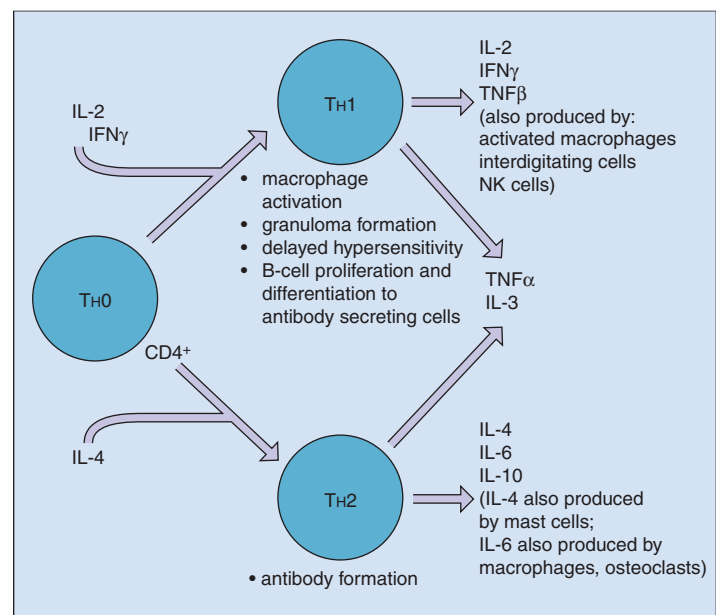 IL-2
IFNγ
TH0
CD4+
IL-4
TH1
• macrophage
activation
• granuloma formation
• delayed hypersensitivity
• B-cell proliferation and
differentiation to
antibody secreting cells
IL-2
IFNγ
TNFβ
(also produced by:
activated macrophages
interdigitating cells
NK cells)
TNFα
IL-3
TH2
• antibody formation
IL-4
IL-6
IL-10
(IL-4 also produced
by mast cells;
IL-6 also produced by
macrophages, osteoclasts)